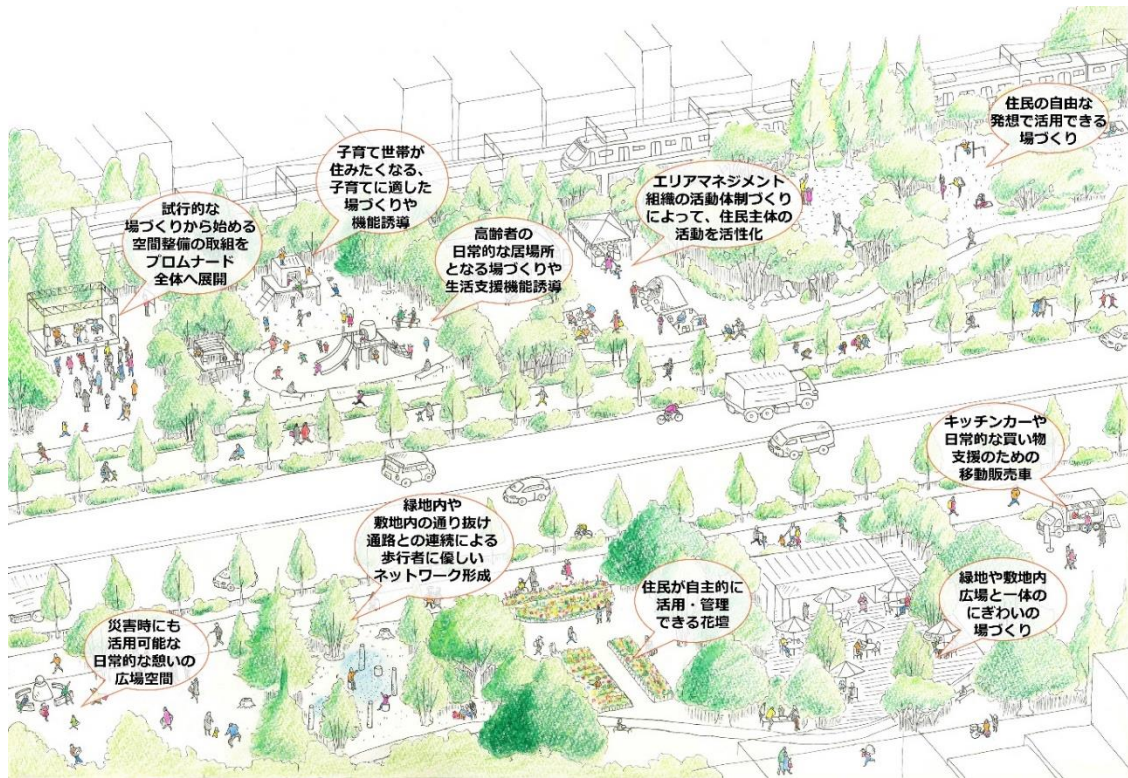 住民の自由な
発想で活用できる
場づくり
子育て世帯が
住みたくなる、
子育てに適した
場づくりや
機能誘導
エリアマネジメント
組織の活動体制づくり
によって、住民主体の
活動を活性化
試行的な
場づくりから始める
空間整備の取組を
プロムナード
全体へ展開
高齢者の
日常的な居場所
となる場づくりや
生活支援機能誘導
キッチンカーや
日常的な買い物
支援のための
移動販売車
緑地内や
敷地内の通り抜け
通路との連続による
歩行者に優しい
ネットワーク形成
住民が自主的に
活用・管理
できる花壇
緑地や敷地内
広場と一体の
にぎわいの
場づくり
災害時にも
活用可能な
日常的な憩いの
広場空間